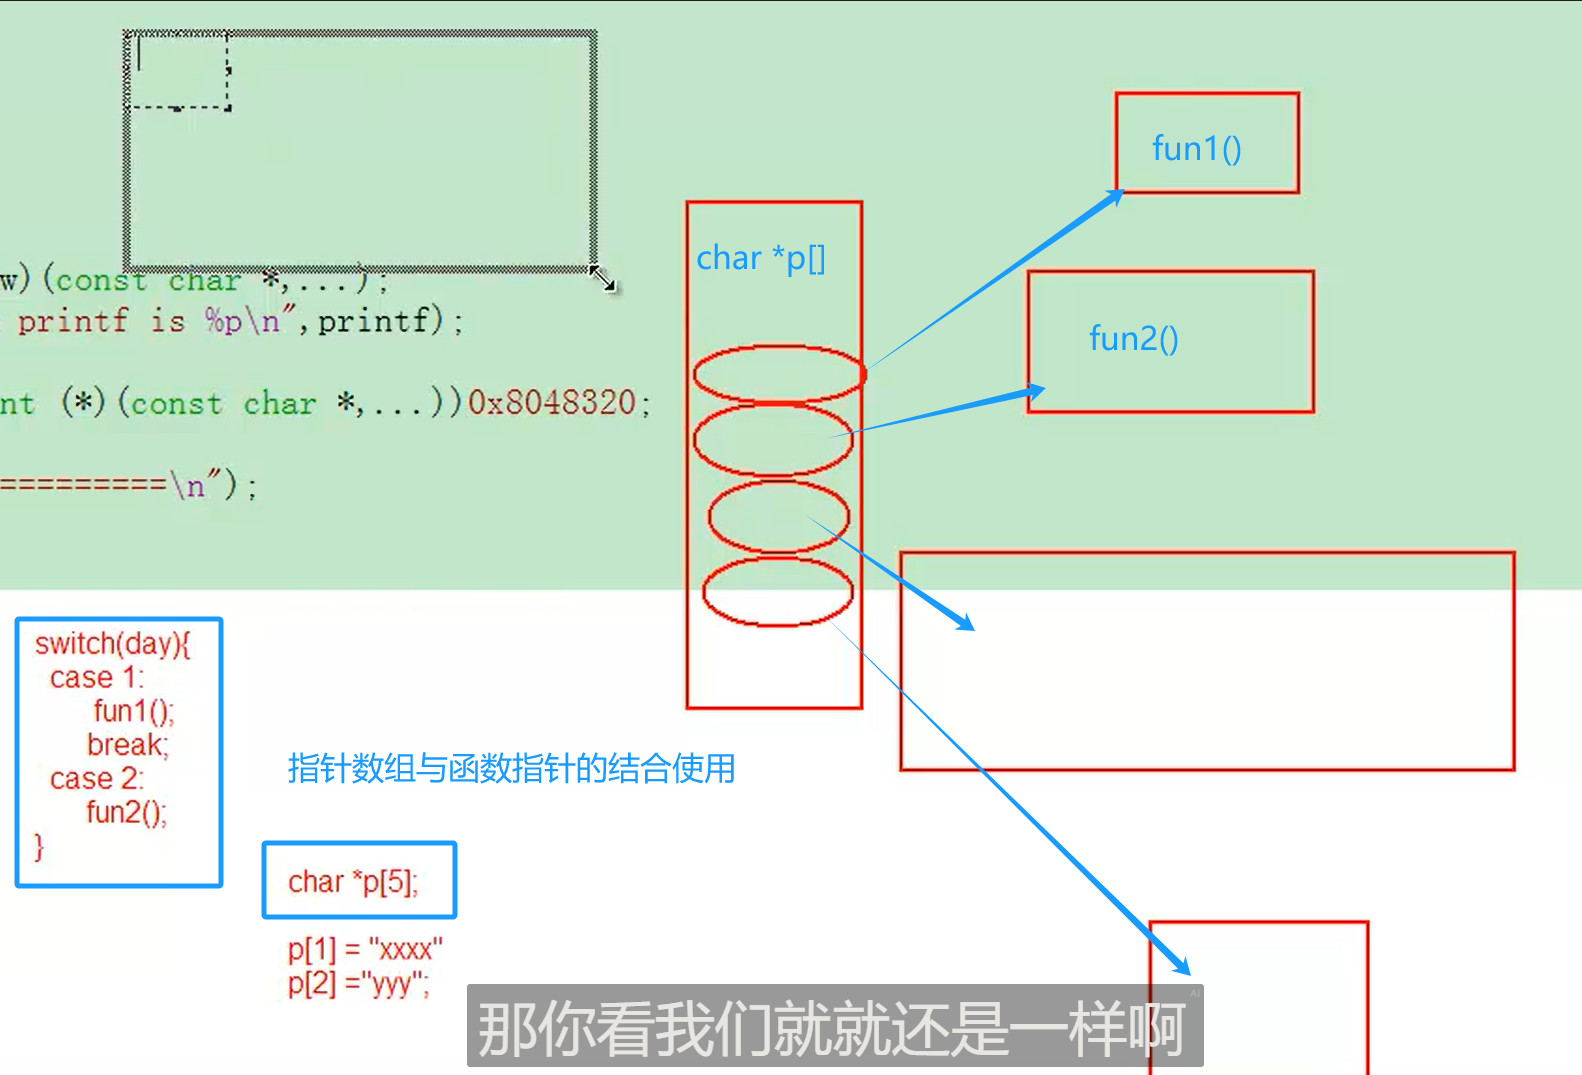 w)(const char *,...);
printf is %p\n",printf);
nt (*)(const char *,...))0x8048320;
=========\n");
char *p[]
fun1()
fun2()
switch(day){
case 1:
fun1();
break;
case 2:
fun2();
}
指针数组与函数指针的结合使用
char *p[5];
p[1] = "xxxx"
p[2] ="yyy";
那你看我们就就还是一样啊
AI